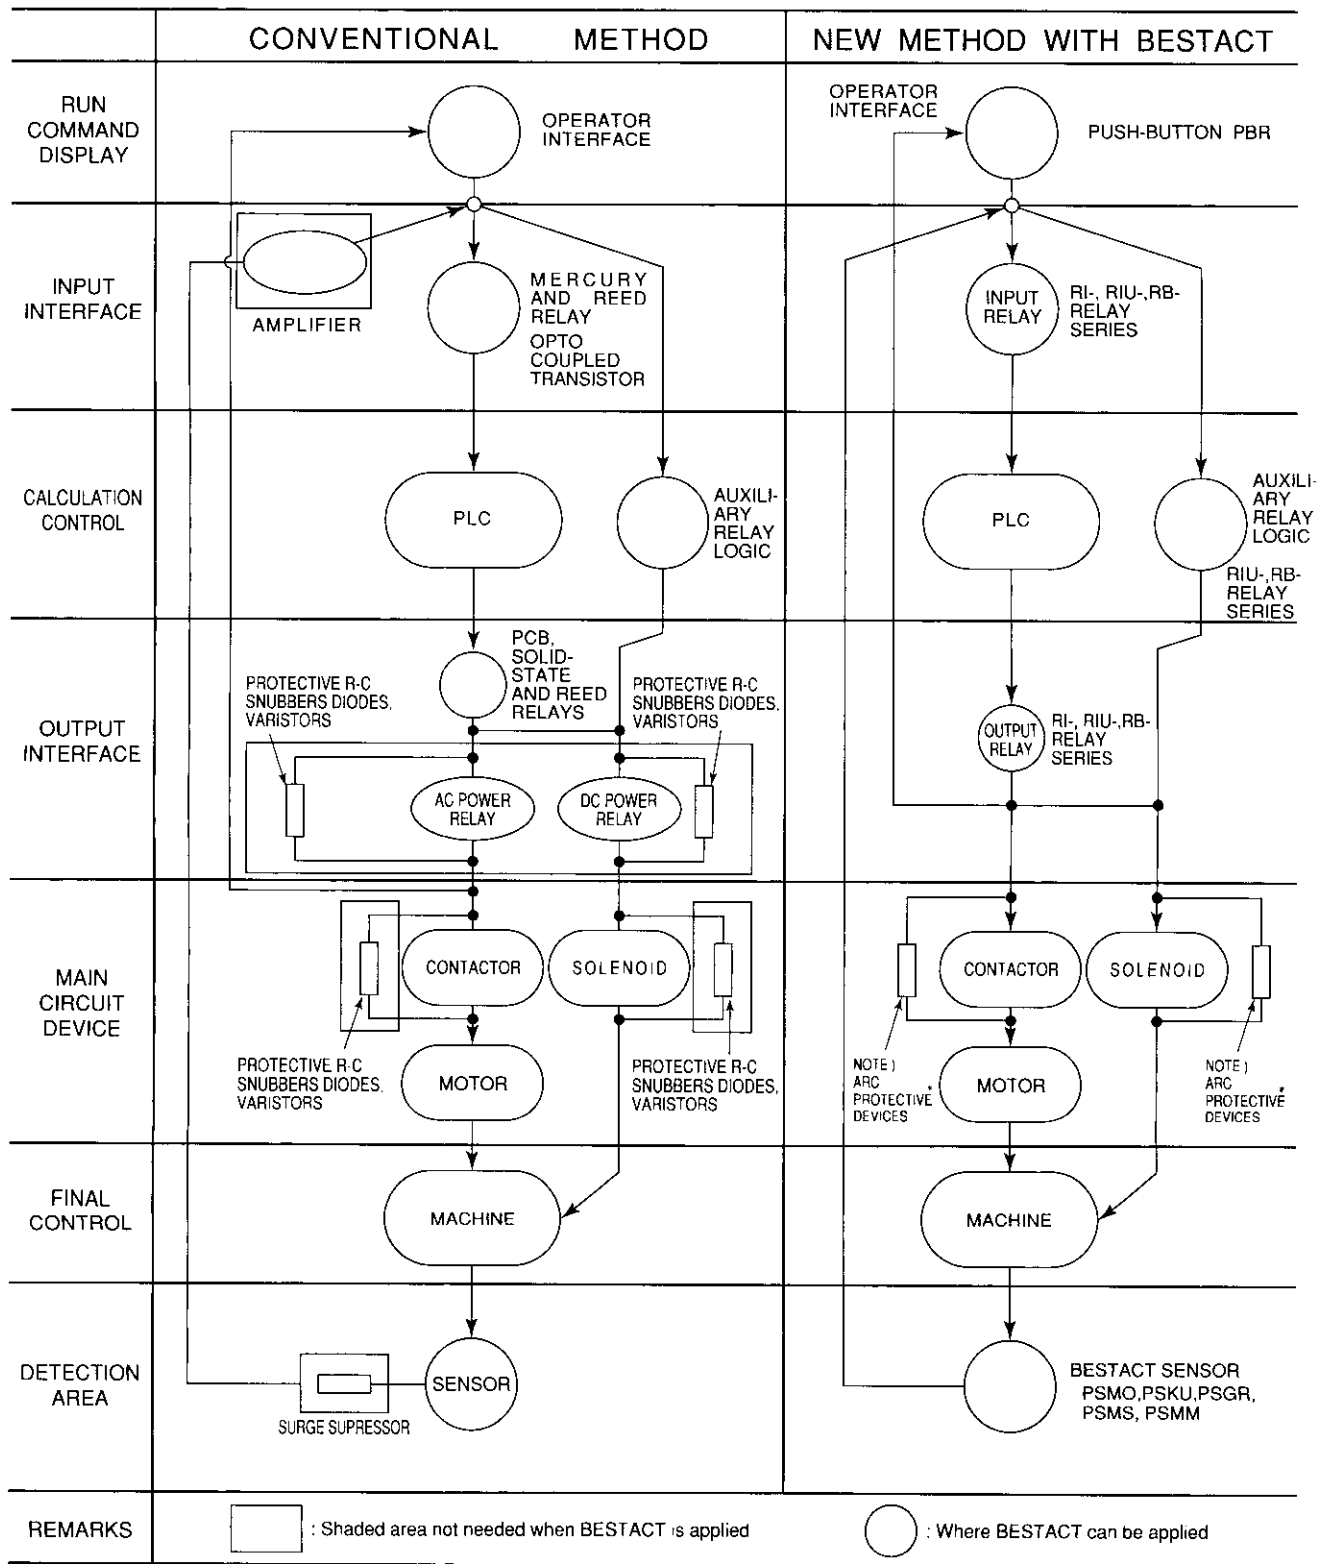 CONVENTIONAL METHOD
NEW METHOD WITH BESTACT
RUN
COMMAND
DISPLAY
OPERATOR
INTERFACE
OPERATOR
INTERFACE
PUSH-BUTTON PBR
INPUT
INTERFACE
AMPLIFIER
MERCURY
AND REED
RELAY
OPTO
COUPLED
TRANSISTOR
INPUT
RELAY
RI-, RIU-,RB-
RELAY
SERIES
CALCULATION
CONTROL
PLC
AUXILI-
ARY
RELAY
LOGIC
PLC
AUXILI-
ARY
RELAY
LOGIC
RIU-,RB-
RELAY
SERIES
OUTPUT
INTERFACE
PROTECTIVE R-C
SNUBBERS DIODES,
VARISTORS
PCB,
SOLID-
STATE
AND REED
RELAYS
PROTECTIVE R-C
SNUBBERS DIODES,
VARISTORS
AC POWER
RELAY
DC POWER
RELAY
OUTPUT
RELAY
RI-, RIU-,RB-
RELAY
SERIES
MAIN
CIRCUIT
DEVICE
CONTACTOR
SOLENOID
PROTECTIVE R-C
SNUBBERS DIODES,
VARISTORS
MOTOR
PROTECTIVE R-C
SNUBBERS DIODES,
VARISTORS
CONTACTOR
SOLENOID
NOTE )
ARC
PROTECTIVE*
DEVICES
MOTOR
NOTE )
ARC
PROTECTIVE*
DEVICES
FINAL
CONTROL
MACHINE
MACHINE
DETECTION
AREA
SENSOR
SURGE SUPRESSOR
BESTACT SENSOR
PSMO,PSKU,PSGR,
PSMS, PSMM
REMARKS
: Shaded area not needed when BESTACT is applied
: Where BESTACT can be applied